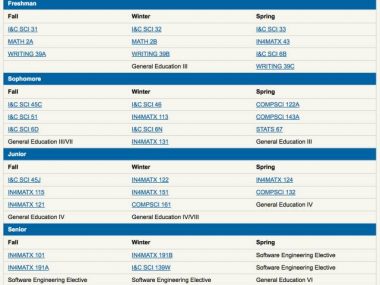 Freshman
Fall Winter Spring
I&C SCI 31 I&C SCI 32 I&C SCI 33
MATH 2A MATH 2B IN4MATX 43
WRITING 39A WRITING 39B I&C SCI 6B
General Education III WRITING 39C
Sophomore
Fall Winter Spring
I&C SCI 45C I&C SCI 46 COMPSCI 122A
I&C SCI 51 IN4MATX 113 COMPSCI 143A
I&C SCI 6D I&C SCI 6N STATS 67
General Education III/VII IN4MATX 131 General Education III
Junior
Fall Winter Spring
I&C SCI 45J IN4MATX 122 IN4MATX 124
IN4MATX 115 IN4MATX 151 COMPSCI 132
IN4MATX 121 COMPSCI 161 General Education IV
General Education IV General Education IV/VIII
Senior
Fall Winter Spring
IN4MATX 101 IN4MATX 191B Software Engineering Elective
IN4MATX 191A I&C SCI 139W Software Engineering Elective
Software Engineering Elective Software Engineering Elective General Education VI